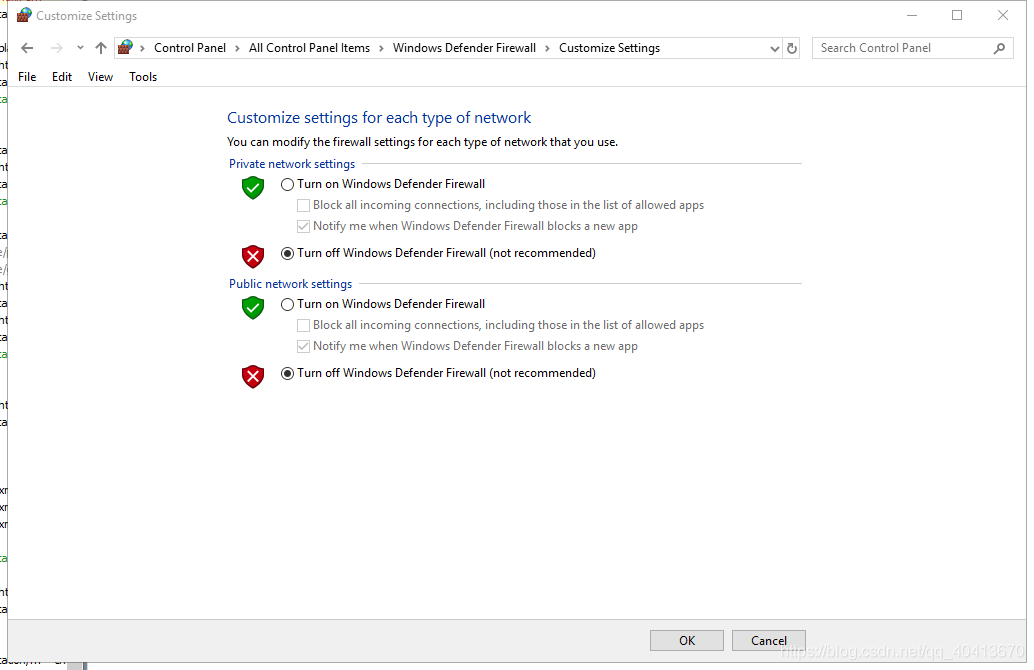 Customize Settings
Control Panel > All Control Panel Items > Windows Defender Firewall > Customize Settings
Search Control Panel
File Edit View Tools
Customize settings for each type of network
You can modify the firewall settings for each type of network that you use.
Private network settings
Turn on Windows Defender Firewall
Block all incoming connections, including those in the list of allowed apps
Notify me when Windows Defender Firewall blocks a new app
Turn off Windows Defender Firewall (not recommended)
Public network settings
Turn on Windows Defender Firewall
Block all incoming connections, including those in the list of allowed apps
Notify me when Windows Defender Firewall blocks a new app
Turn off Windows Defender Firewall (not recommended)
OK Cancel
https://blog.csdn.net/qq_40413670